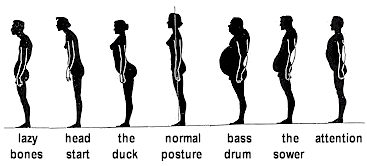 lazy bones
head start
the duck
normal posture
bass drum
the sower
attention